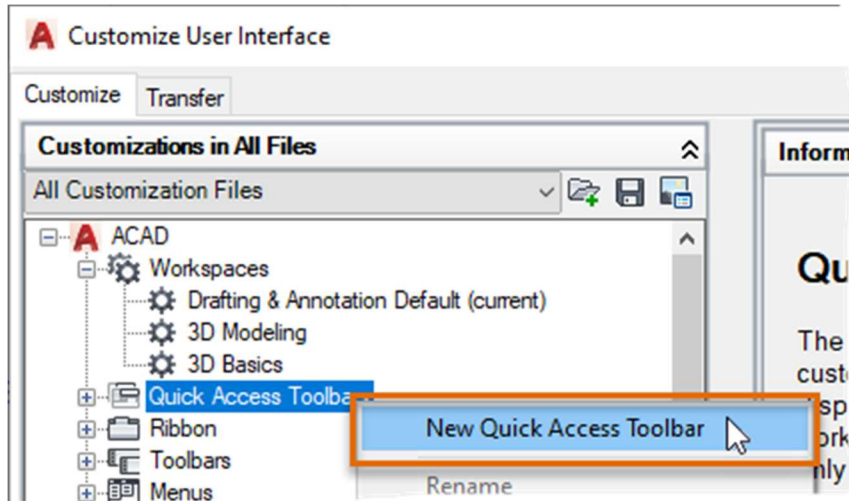 Customize User Interface
Customize Transfer
Customizations in All Files
Inform
All Customization Files
ACAD
Workspaces
Qu
Drafting & Annotation Default (current)
3D Modeling
The
3D Basics
cust
Quick Access Toolba
sp
Ribbon
New Quick Access Toolbar
ork
Toolbars
nly
Menus
Rename